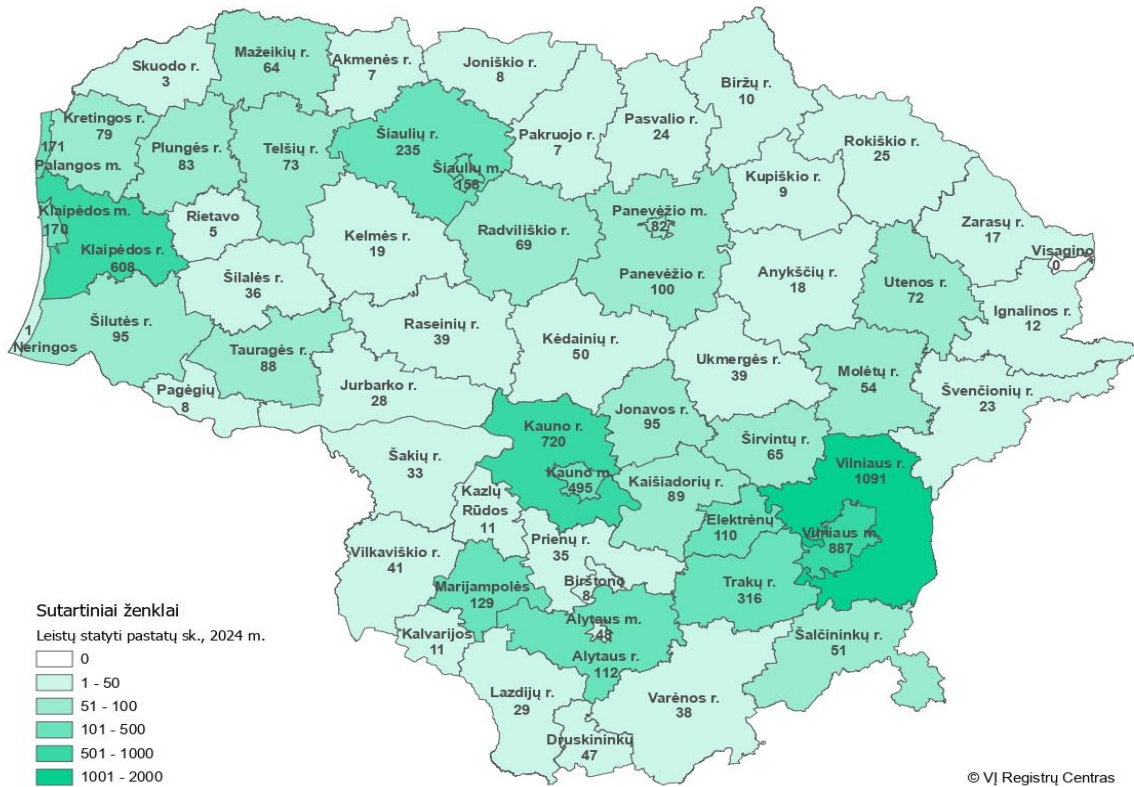 Skuodo r.
3
Mažeikių r.
64
Akmenės r.
7
Joniškio r.
8
Biržų r.
10
Kretingos r.
79
171
Palangos m.
Plungės r.
83
Telšių r.
73
Šiaulių r.
235
Šiaulių m.
158
Pakruojo r.
7
Pasvalio r.
24
Rokiškio r.
25
Kupiškio r.
9
Klaipėdos m.
170
Klaipėdos r.
608
Rietavo
5
Kelmės r.
19
Radviliškio r.
69
Panevėžio m.
82
Panevėžio r.
100
Zarasų r.
17
Visagino
0
Anykščių r.
18
Utenos r.
72
Ignalinos r.
12
Šilalės r.
36
1
Neringos
Šilutės r.
95
Tauragės r.
88
Raseinių r.
39
Kėdainių r.
50
Ukmergės r.
39
Molėtų r.
54
Švenčionių r.
23
Pagėgių
8
Jurbarko r.
28
Jonavos r.
95
Kauno r.
720
Kauno m.
495
Širvintų r.
65
Vilniaus r.
1091
Vilniaus m.
887
Šakių r.
33
Kazlų
Rūdos
11
Kaišiadorių r.
89
Elektrėnų
110
Prienų r.
35
Birštono
8
Vilkaviškio r.
41
Marijampolės
129
Trakų r.
316
Kalvarijos
11
Alytaus m.
48
Alytaus r.
112
Šalčininkų r.
51
Lazdijų r.
29
Varėnos r.
38
Druskininkų
47
Sutartiniai ženklai
Leistų statyti pastatų sk., 2024 m.
0
1 - 50
51 - 100
101 - 500
501 - 1000
1001 - 2000
© VĮ Registrų Centras